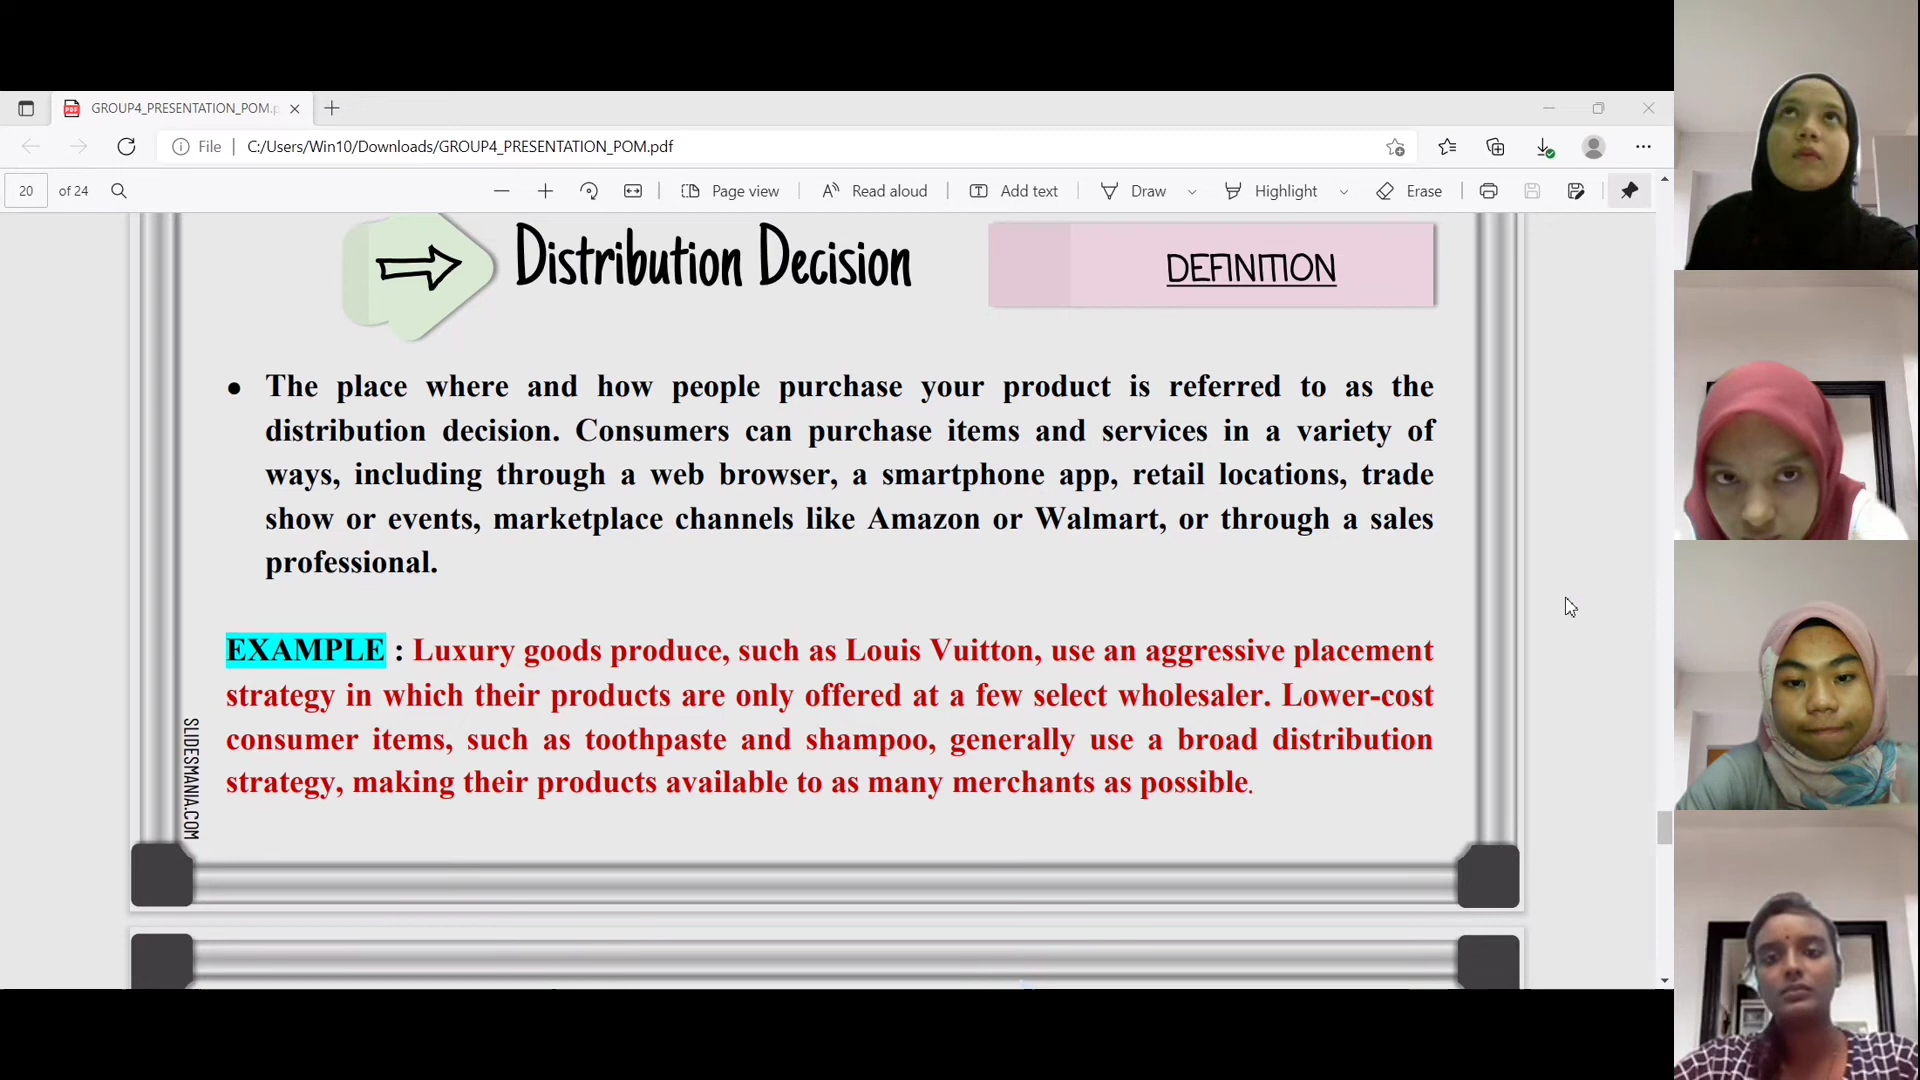 GROUP4_PRESENTATION_POM.p
File C:/Users/Win10/Downloads/GROUP4_PRESENTATION_POM.pdf
20 of 24 Page view Read aloud Add text Draw Highlight Erase
Distribution Decision
DEFINITION
• The place where and how people purchase your product is referred to as the
distribution decision. Consumers can purchase items and services in a variety of
ways, including through a web browser, a smartphone app, retail locations, trade
show or events, marketplace channels like Amazon or Walmart, or through a sales
professional.
EXAMPLE : Luxury goods produce, such as Louis Vuitton, use an aggressive placement
strategy in which their products are only offered at a few select wholesaler. Lower-cost
consumer items, such as toothpaste and shampoo, generally use a broad distribution
strategy, making their products available to as many merchants as possible.
SLIDESMANIA.COM